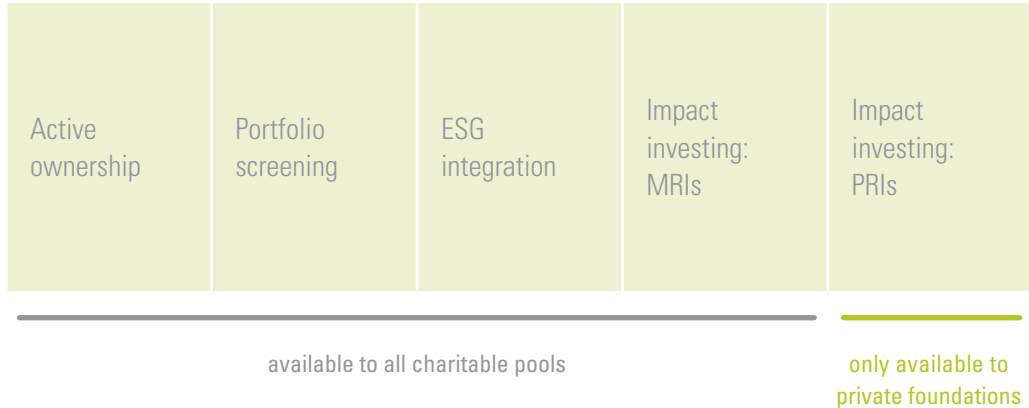 Active
ownership
Portfolio
screening
ESG
integration
Impact
investing:
MRIs
Impact
investing:
PRIs
available to all charitable pools
only available to
private foundations